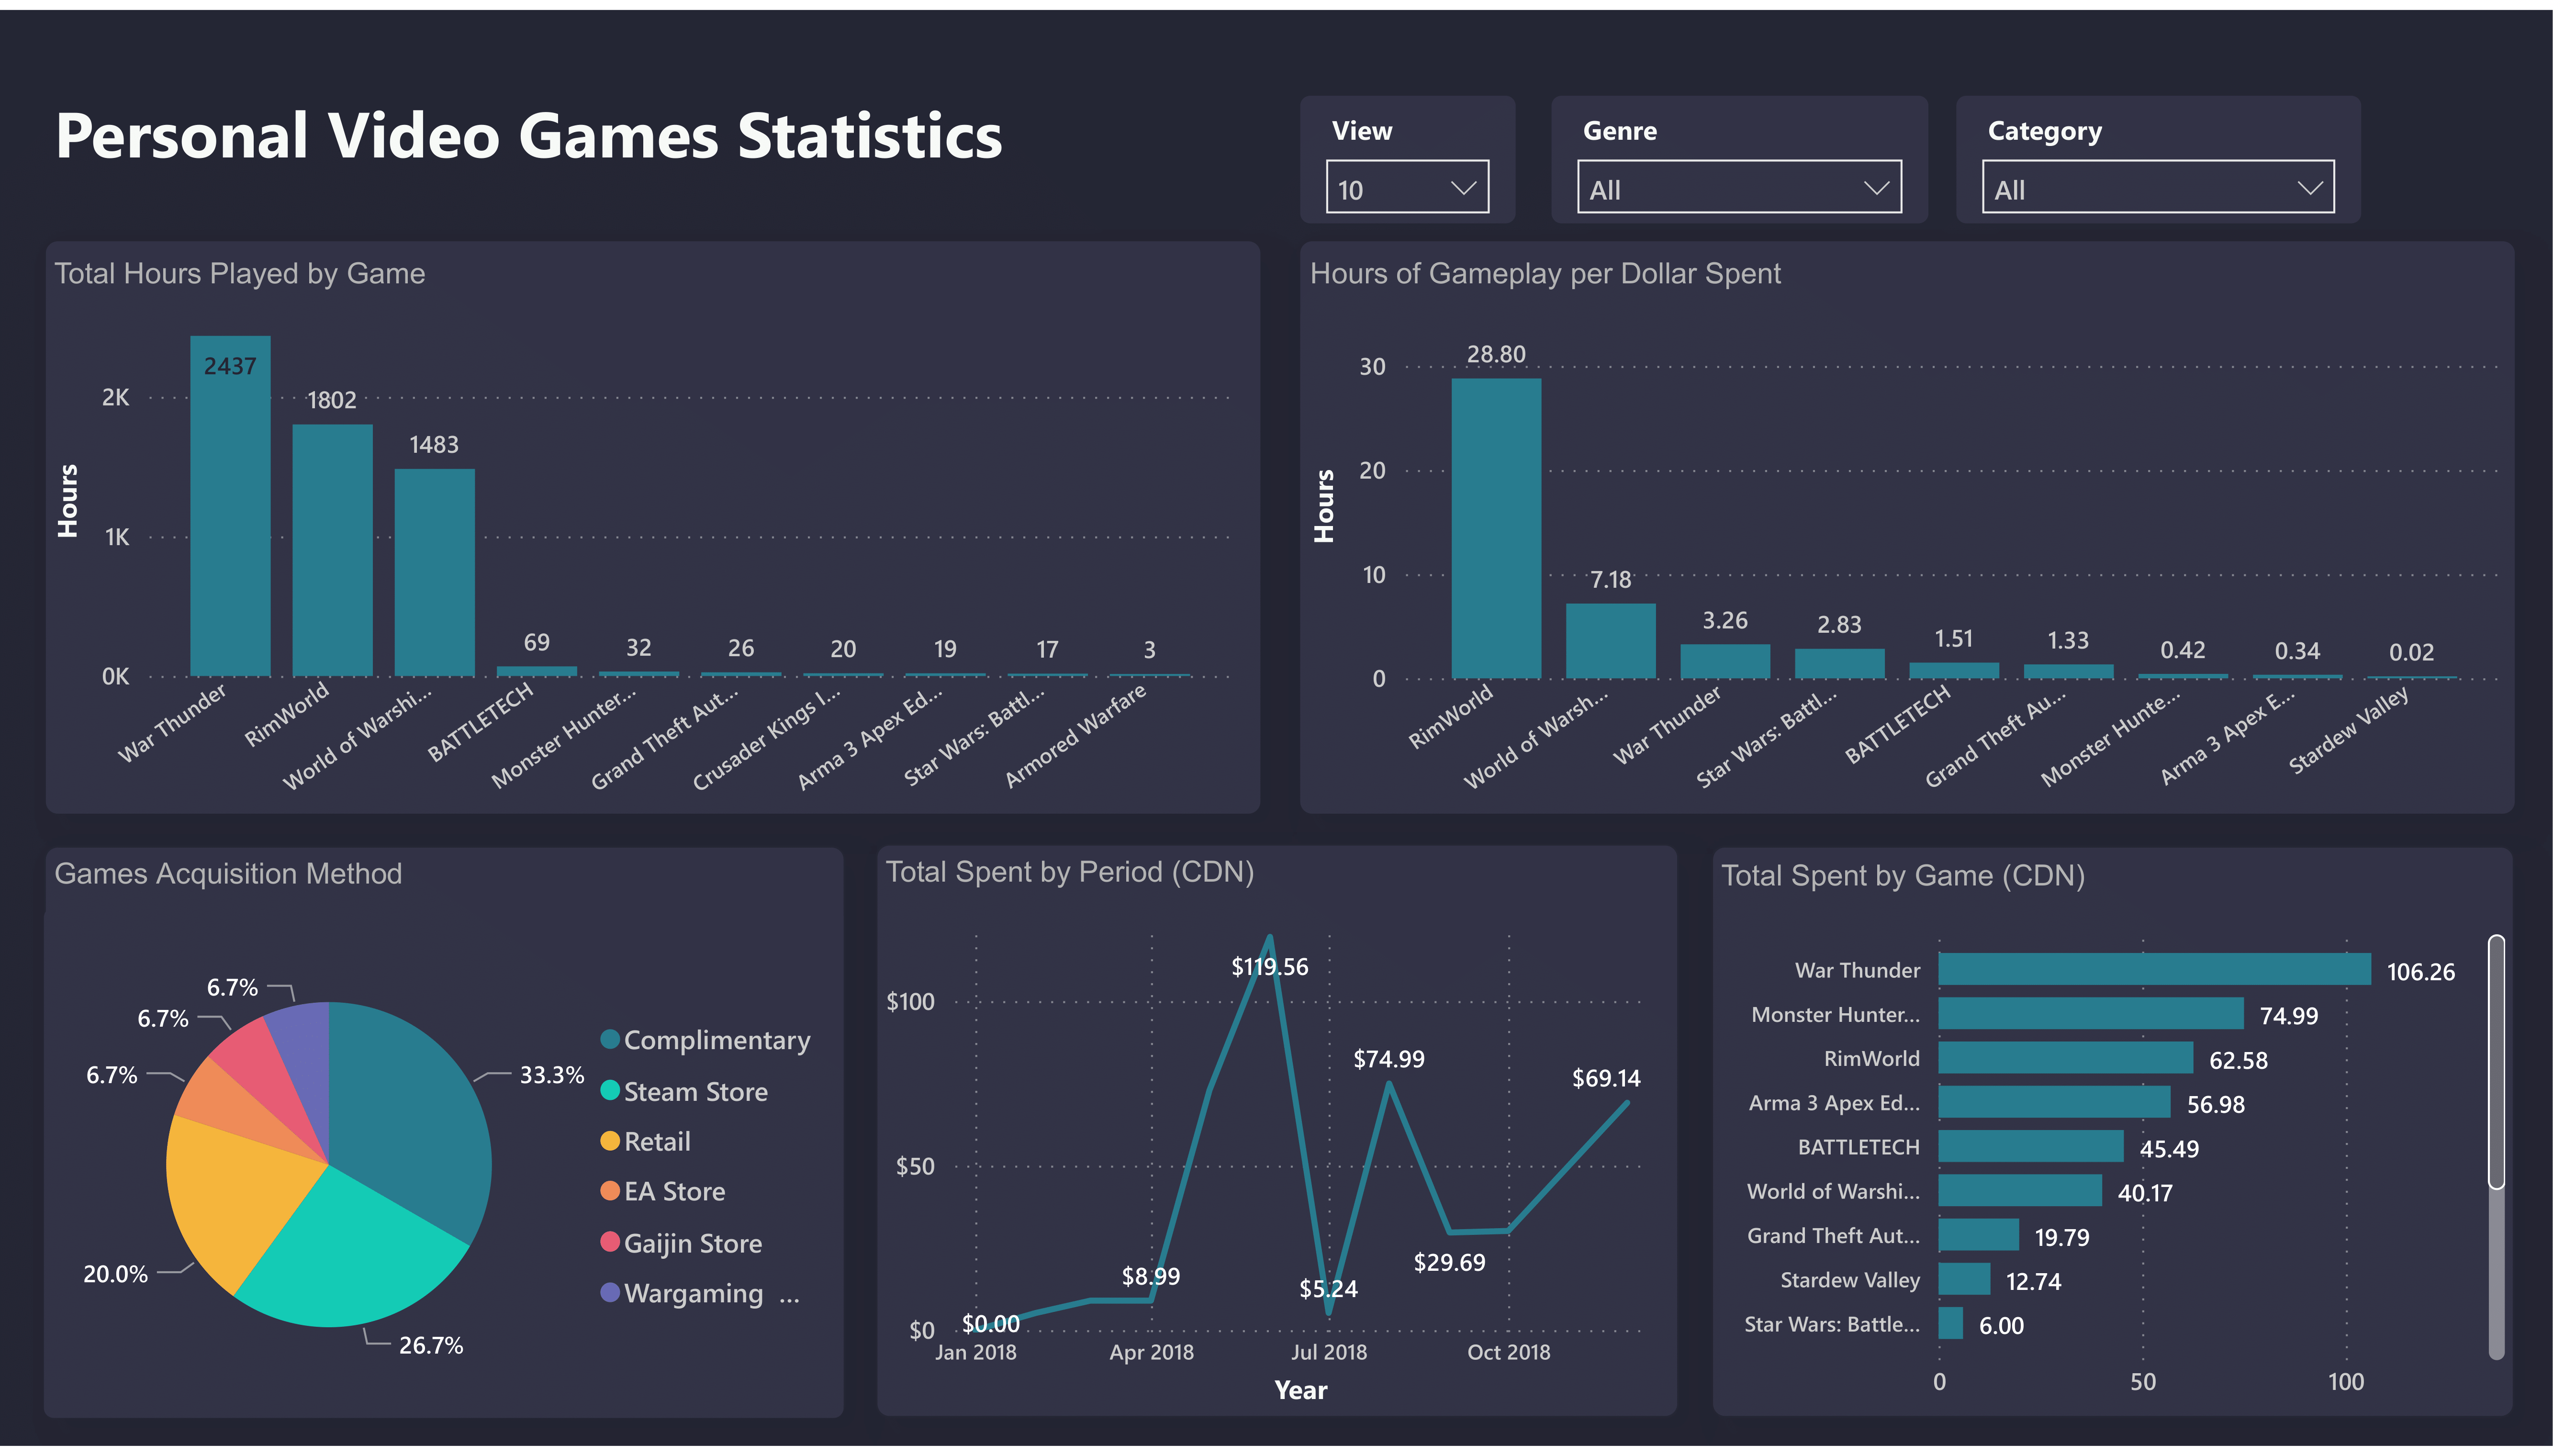 Personal Video Games Statistics
View
10
Genre
All
Category
All
Total Hours Played by Game
Hours
2K
1K
0K
2437
1802
1483
69
32
26
20
19
17
3
War Thunder
RimWorld
World of Warshi...
BATTLETECH
Monster Hunter...
Grand Theft Aut...
Crusader Kings I...
Arma 3 Apex Ed...
Star Wars: Battl...
Armored Warfare
Hours of Gameplay per Dollar Spent
Hours
30
20
10
0
28.80
7.18
3.26
2.83
1.51
1.33
0.42
0.34
0.02
RimWorld
World of Warsh...
War Thunder
Star Wars: Battl...
BATTLETECH
Grand Theft Au...
Monster Hunte...
Arma 3 Apex E...
Stardew Valley
Games Acquisition Method
6.7%
6.7%
6.7%
20.0%
26.7%
33.3%
Complimentary
Steam Store
Retail
EA Store
Gaijin Store
Wargaming ...
Total Spent by Period (CDN)
$100
$50
$0
$0.00
$8.99
$119.56
$5.24
$74.99
$29.69
$69.14
Jan 2018
Apr 2018
Jul 2018
Oct 2018
Year
Total Spent by Game (CDN)
War Thunder 106.26
Monster Hunter... 74.99
RimWorld 62.58
Arma 3 Apex Ed... 56.98
BATTLETECH 45.49
World of Warshi... 40.17
Grand Theft Aut... 19.79
Stardew Valley 12.74
Star Wars: Battle... 6.00
0 50 100